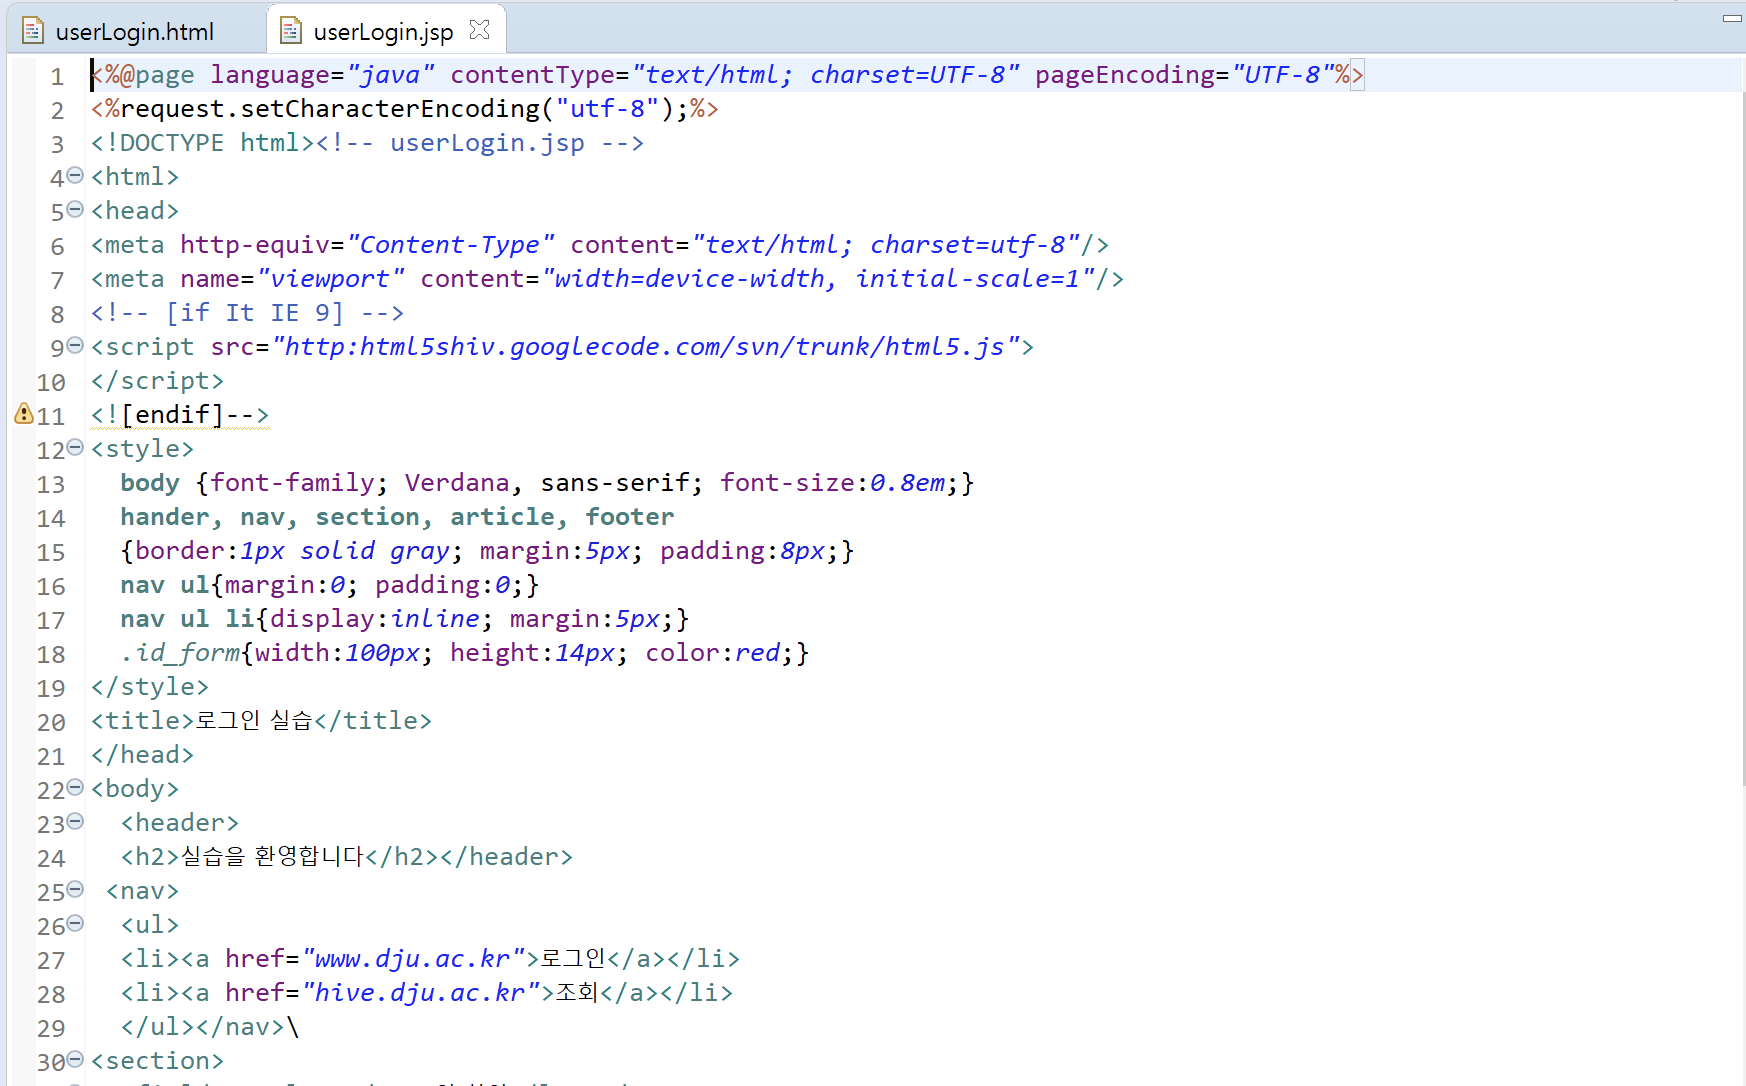 userLogin.html userLogin.jsp
1 <%@page language="java" contentType="text/html; charset=UTF-8" pageEncoding="UTF-8"%>
2 <%request.setCharacterEncoding("utf-8");%>
3 <!DOCTYPE html><!-- userLogin.jsp -->
4 <html>
5 <head>
6 <meta http-equiv="Content-Type" content="text/html; charset=utf-8"/>
7 <meta name="viewport" content="width=device-width, initial-scale=1"/>
8 <!-- [if It IE 9] -->
9 <script src="http:html5shiv.googlecode.com/svn/trunk/html5.js">
10 </script>
11 <![endif]-->
12 <style>
13 body {font-family; Verdana, sans-serif; font-size:0.8em;}
14 hander, nav, section, article, footer
15 {border:1px solid gray; margin:5px; padding:8px;}
16 nav ul{margin:0; padding:0;}
17 nav ul li{display:inline; margin:5px;}
18 .id_form{width:100px; height:14px; color:red;}
19 </style>
20 <title>로그인 실습</title>
21 </head>
22 <body>
23 <header>
24 <h2>실습을 환영합니다</h2></header>
25 <nav>
26 <ul>
27 <li><a href="www.dju.ac.kr">로그인</a></li>
28 <li><a href="hive.dju.ac.kr">조회</a></li>
29 </ul></nav>\
30 <section>